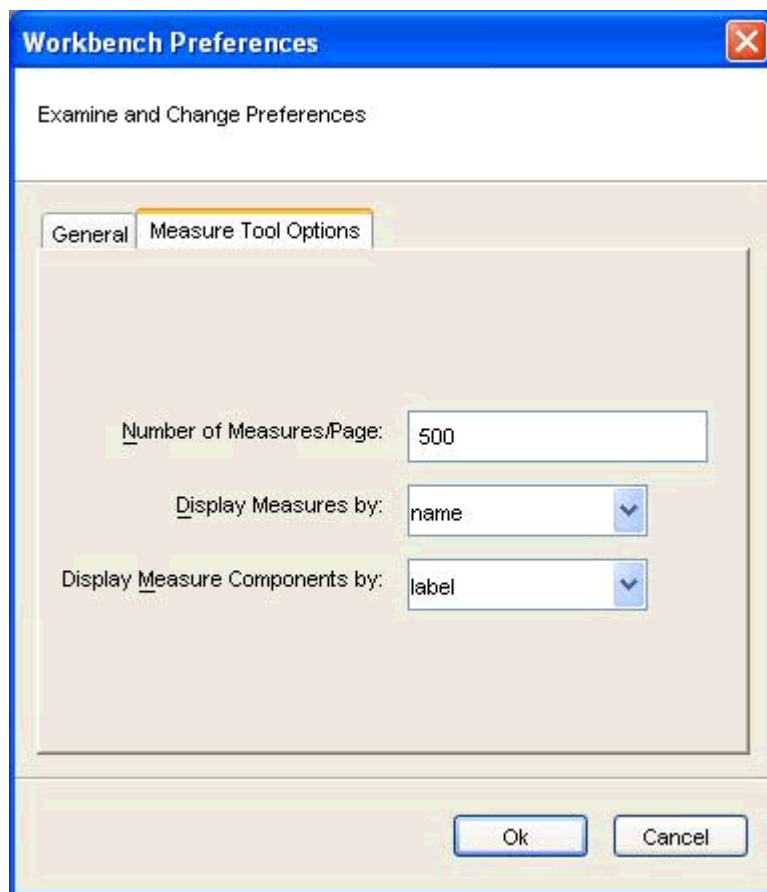 Workbench Preferences
Examine and Change Preferences
General Measure Tool Options
Number of Measures/Page: 500
Display Measures by: name
Display Measure Components by: label
Ok Cancel